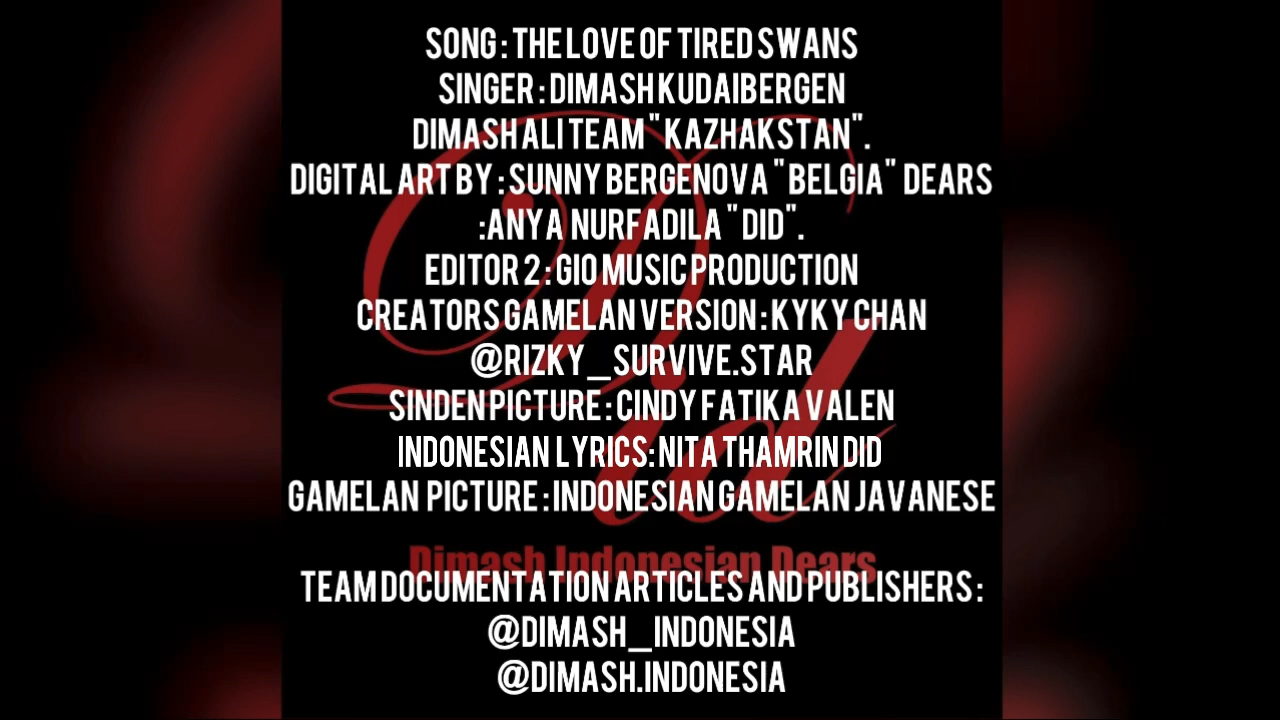 SONG : THE LOVE OF TIRED SWANS
SINGER : DIMASH KUDAIBERGEN
DIMASHALI TEAM " KAZHAKSTAN" .
DIGITAL ART BY : SUNNY BERGENOVA " BELGIA" DEARS
:ANYA NURFADILA " DID".
EDITOR 2 : GIO MUSIC PRODUCTION
CREATORS GAMELAN VERSION : KYKY CHAN
@RIZKY_SURVIVE.STAR
SINDEN PICTURE : CINDY FATIKA VALEN
INDONESIAN LYRICS: NITA THAMRIN DID
GAMELAN PICTURE : INDONESIAN GAMELAN JAVANESE
Did
Dimash Indonesian Dears
TEAM DOCUMENTATION ARTICLES AND PUBLISHERS :
@DIMASH_INDONESIA
@DIMASH.INDONESIA